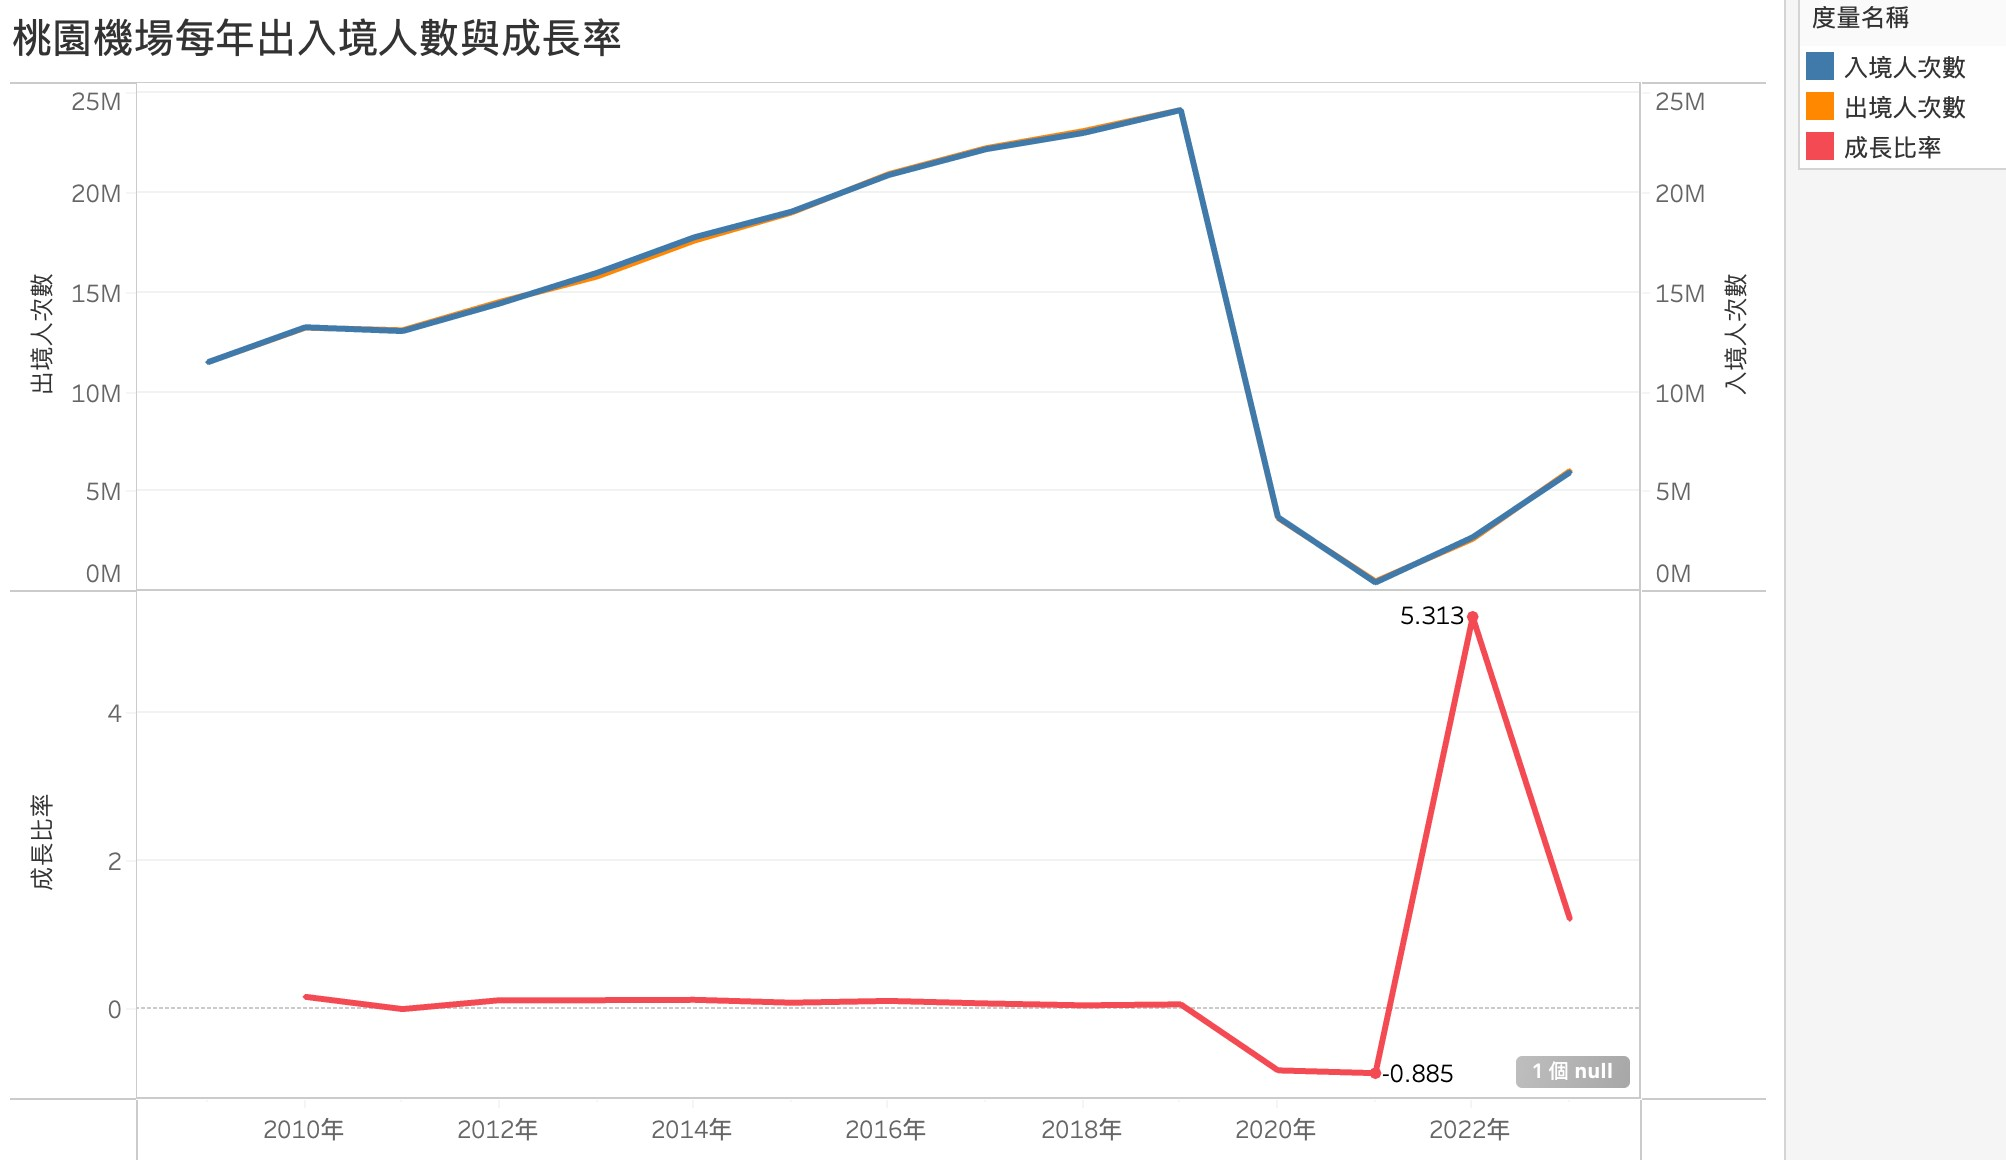 桃園機場每年出入境人數與成長率
度量名稱
入境人次數
出境人次數
成長比率
25M
20M
15M
10M
5M
0M
出境人次數
25M
20M
15M
10M
5M
0M
入境人次數
成長比率
4
2
0
5.313
-0.885
1 個 null
2010年
2012年
2014年
2016年
2018年
2020年
2022年